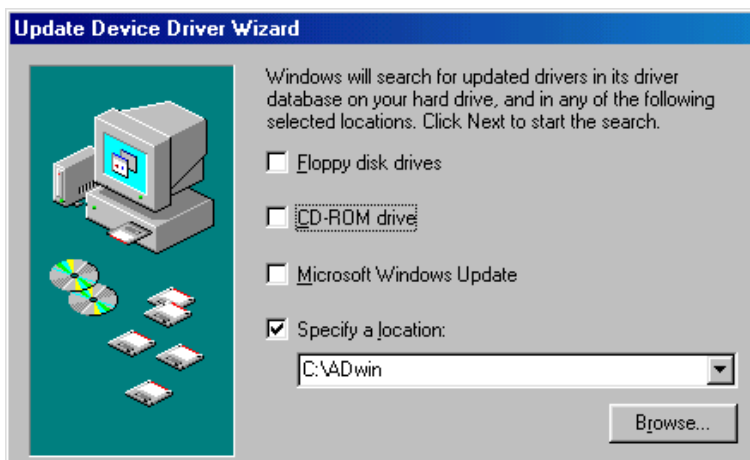 Update Device Driver Wizard
Windows will search for updated drivers in its driver
database on your hard drive, and in any of the following
selected locations. Click Next to start the search.
Floppy disk drives
CD-ROM drive
Microsoft Windows Update
Specify a location:
C:\ADwin
Browse...